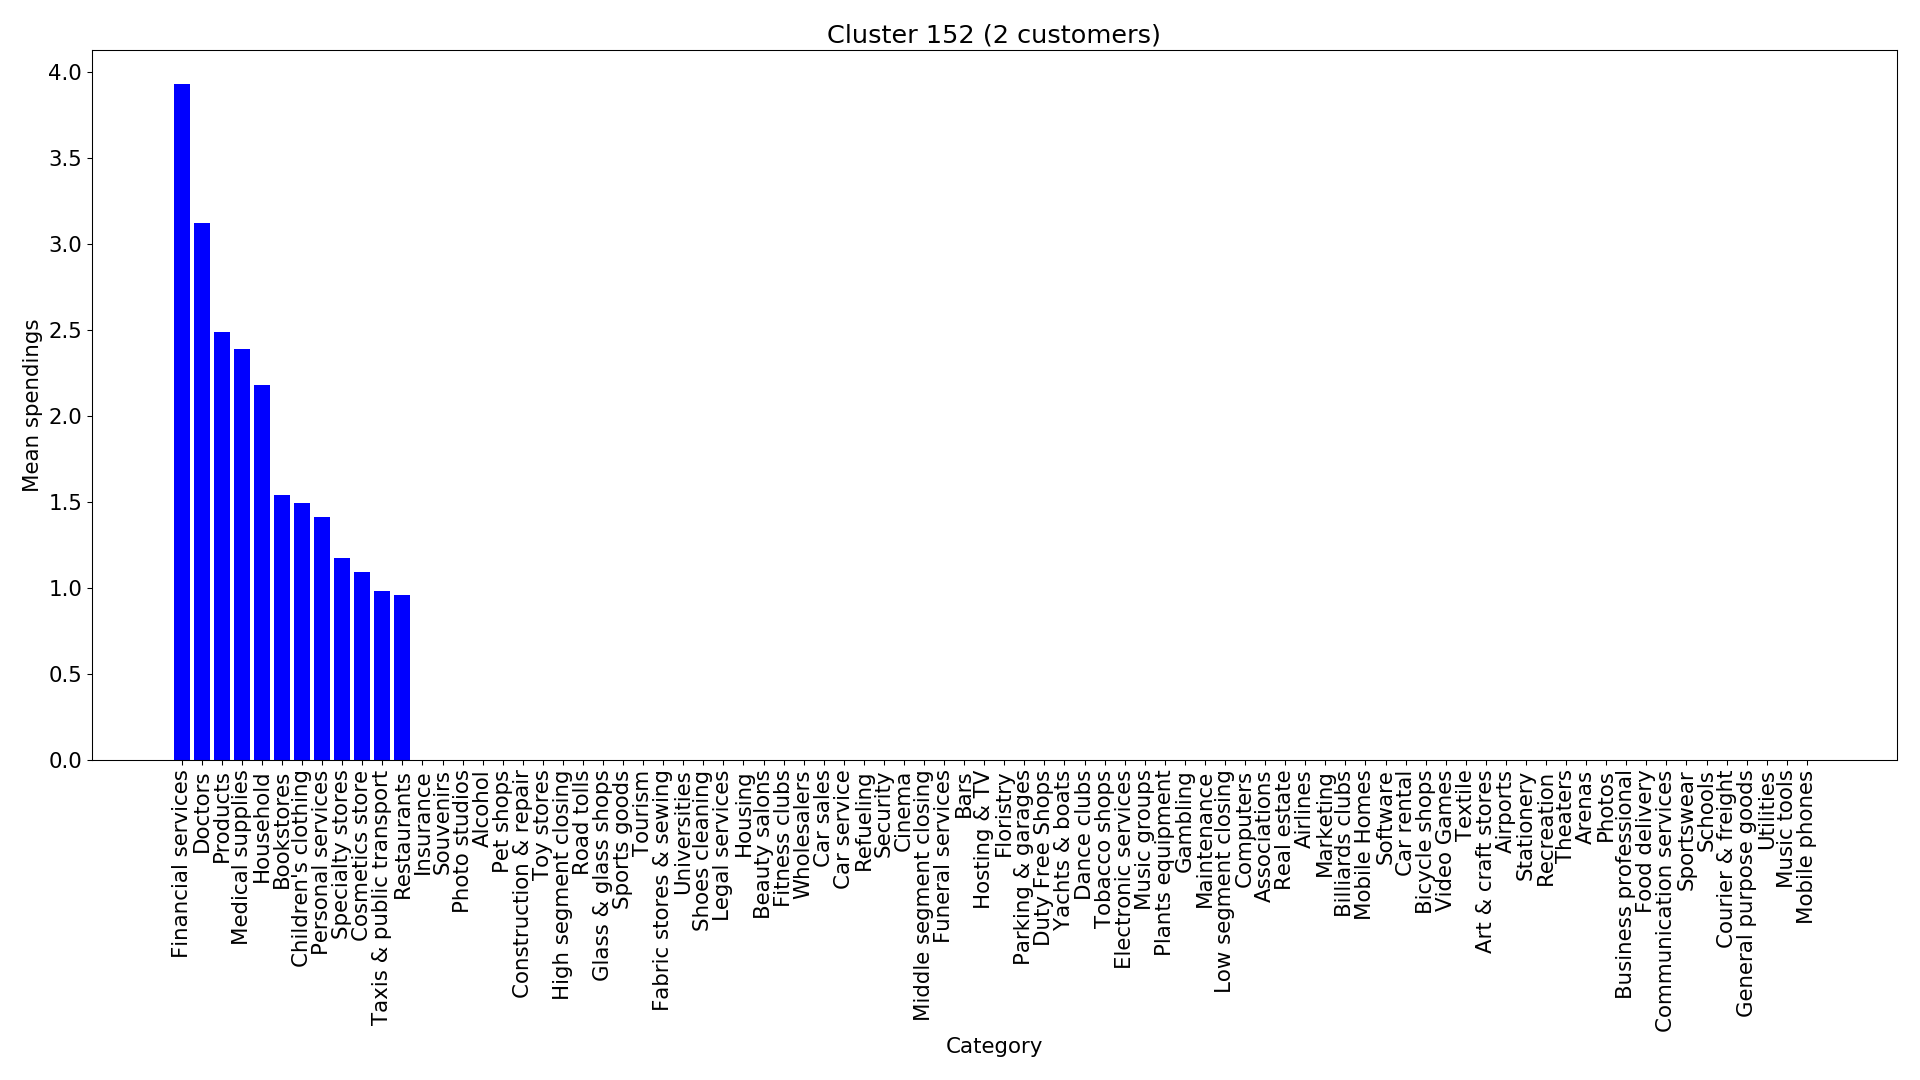 Cluster 152 (2 customers)
4.0
3.5
3.0
2.5
2.0
1.5
1.0
0.5
0.0
Mean spendings
Financial services
Doctors
Products
Medical supplies
Household
Bookstores
Children's clothing
Personal services
Specialty stores
Cosmetics store
Taxis & public transport
Restaurants
Insurance
Souvenirs
Photo studios
Alcohol
Pet shops
Construction & repair
Toy stores
High segment closing
Road tolls
Glass & glass shops
Sports goods
Tourism
Fabric stores & sewing
Universities
Shoes cleaning
Legal services
Housing
Beauty salons
Fitness clubs
Wholesalers
Car sales
Car service
Refueling
Security
Cinema
Middle segment closing
Funeral services
Bars
Hosting & TV
Floristry
Parking & garages
Duty Free Shops
Yachts & boats
Dance clubs
Tobacco shops
Electronic services
Music groups
Plants equipment
Gambling
Maintenance
Low segment closing
Computers
Associations
Real estate
Airlines
Marketing
Billiards clubs
Mobile Homes
Software
Car rental
Bicycle shops
Video Games
Textile
Art & craft stores
Airports
Stationery
Recreation
Theaters
Arenas
Photos
Business professional
Food delivery
Communication services
Sportswear
Schools
Courier & freight
General purpose goods
Utilities
Music tools
Mobile phones
Category